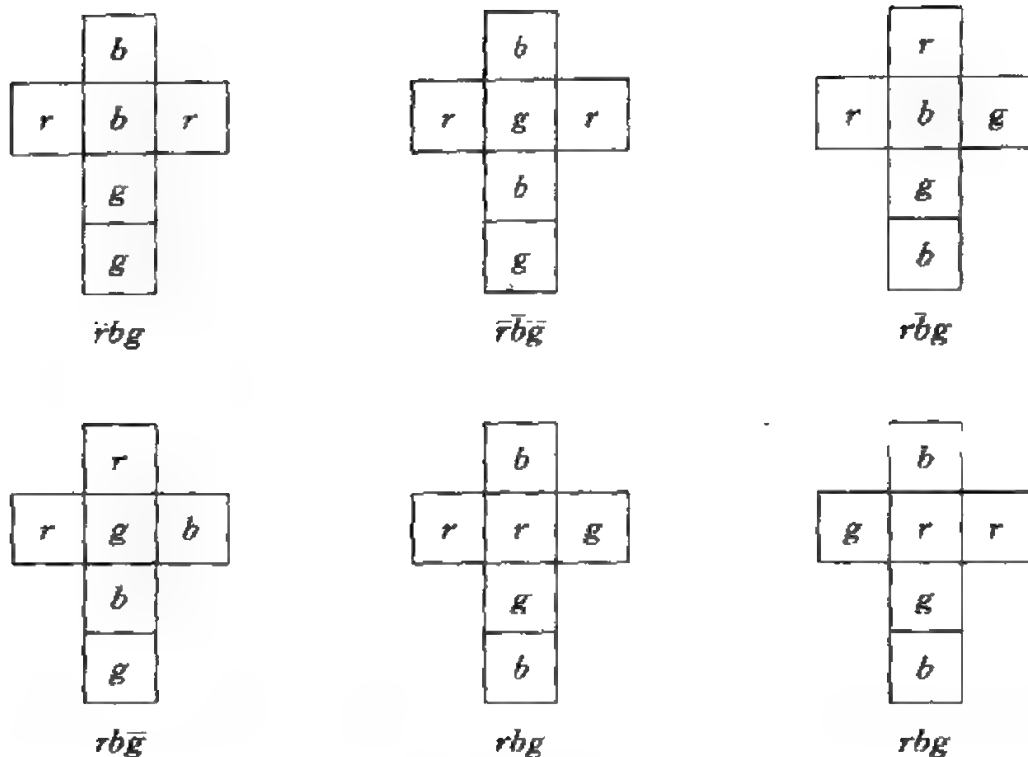 b b r
r b r r g r r b g
g b g
g g b
r̄bg r̄b̄ḡ rb̄g
r b b
r g b r r g g r r
b g g
g b b
rbḡ rbg rbg